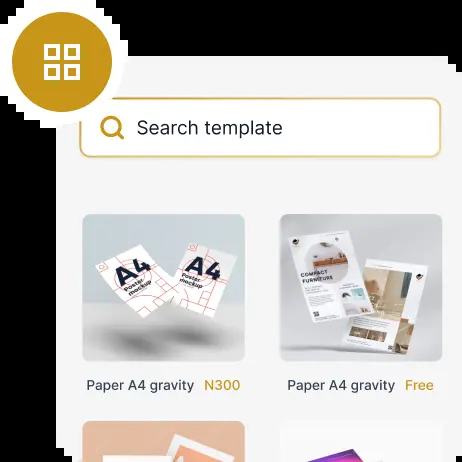 Search template
A4
Poster
mockup
A4
Poster
mockup
COMPACT
FURNITURE
Paper A4 gravity N300
Paper A4 gravity Free